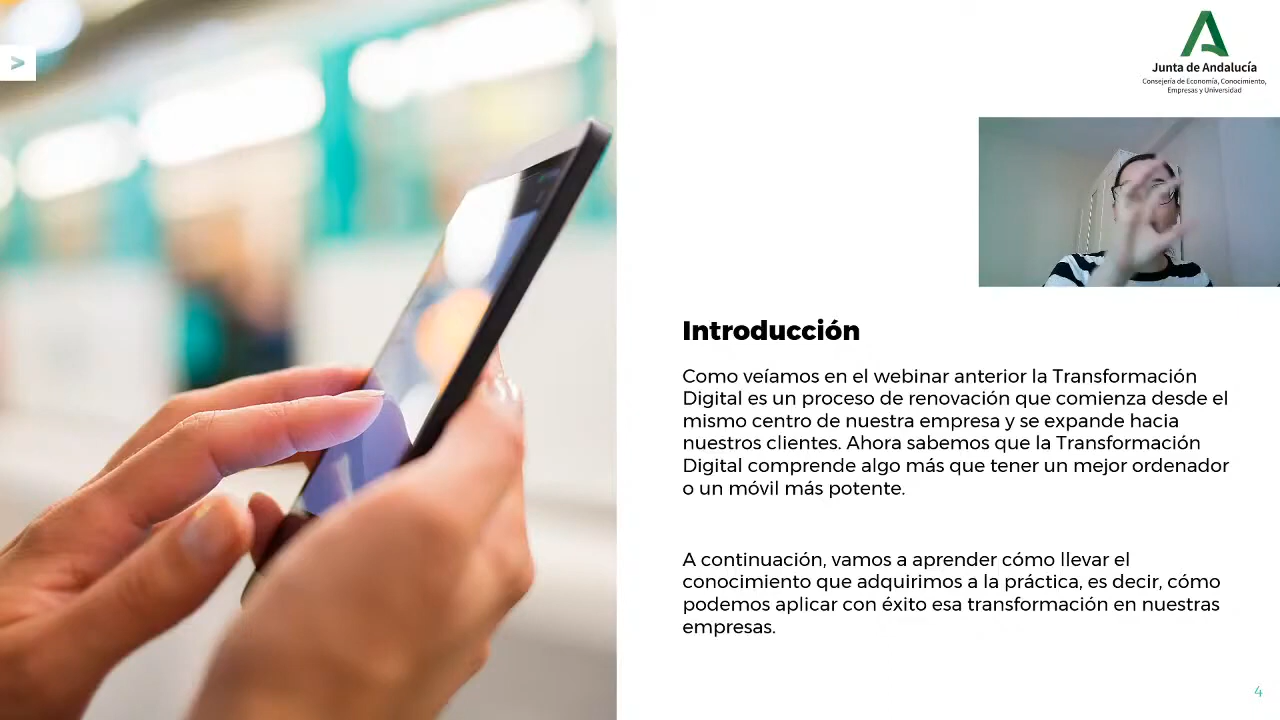 >
Junta de Andalucía
Consejería de Economía, Conocimiento,
Empresas y Universidad
Introducción
Como veíamos en el webinar anterior la Transformación
Digital es un proceso de renovación que comienza desde el
mismo centro de nuestra empresa y se expande hacia
nuestros clientes. Ahora sabemos que la Transformación
Digital comprende algo más que tener un mejor ordenador
o un móvil más potente.
A continuación, vamos a aprender cómo llevar el
conocimiento que adquirimos a la práctica, es decir, cómo
podemos aplicar con éxito esa transformación en nuestras
empresas.
4